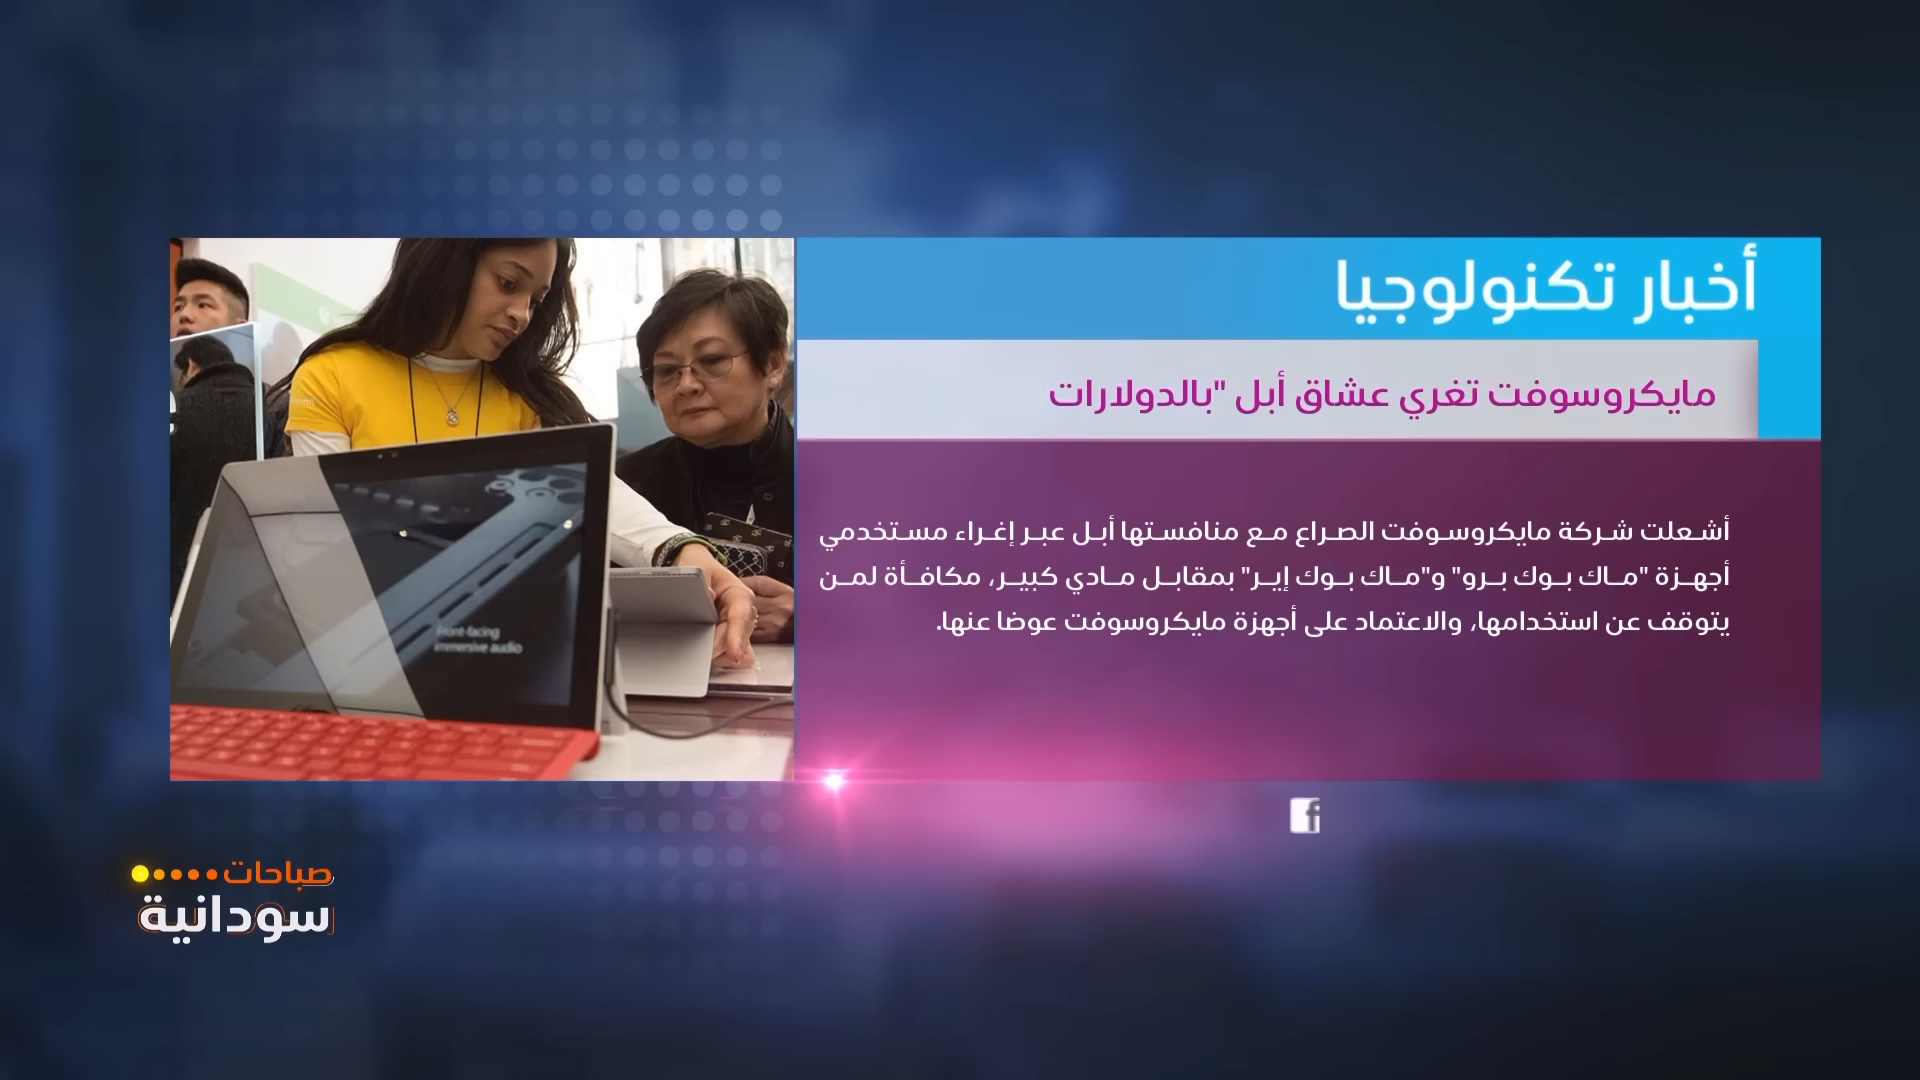 أخبار تكنولوجيا
مايكروسوفت تغري عشاق أبل "بالدولارات
أشعلت شركة مايكروسوفت الصراع مع منافستها أبل عبر إغراء مستخدمي
أجهزة "ماك بوك برو" و"ماك بوك إير" بمقابل مادي كبير، مكافأة لمن
يتوقف عن استخدامها، والاعتماد على أجهزة مايكروسوفت عوضا عنها.
Front-facing
immersive audio
صباحات
سودانية